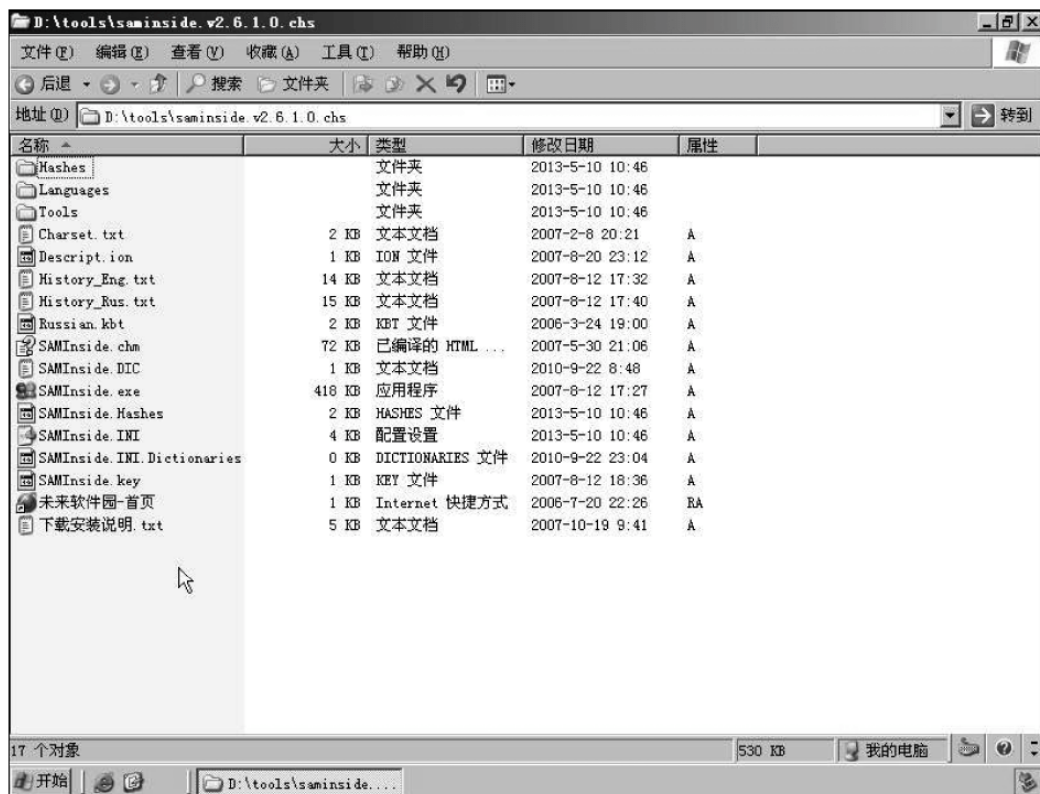 D:\tools\saminside.v2.6.1.0.chs
文件(F) 编辑(E) 查看(V) 收藏(A) 工具(T) 帮助(H)
后退 搜索 文件夹
地址(D) D:\tools\saminside.v2.6.1.0.chs 转到
名称 大小 类型 修改日期 属性
Hashes 文件夹 2013-5-10 10:46
Languages 文件夹 2013-5-10 10:46
Tools 文件夹 2013-5-10 10:46
Charset.txt 2 KB 文本文档 2007-2-8 20:21 A
Descript.ion 1 KB ION 文件 2007-8-20 23:12 A
History_Eng.txt 14 KB 文本文档 2007-8-12 17:32 A
History_Rus.txt 15 KB 文本文档 2007-8-12 17:40 A
Russian.kbt 2 KB KBT 文件 2006-3-24 19:00 A
SAMInside.chm 72 KB 已编译的 HTML ... 2007-5-30 21:06 A
SAMInside.DIC 1 KB 文本文档 2010-9-22 8:48 A
SAMInside.exe 418 KB 应用程序 2007-8-12 17:27 A
SAMInside.Hashes 2 KB HASHES 文件 2013-5-10 10:46 A
SAMInside.INI 4 KB 配置设置 2013-5-10 10:46 A
SAMInside.INI.Dictionaries 0 KB DICTIONARIES 文件 2010-9-22 23:04 A
SAMInside.key 1 KB KEY 文件 2007-8-12 18:36 A
未来软件园-首页 1 KB Internet 快捷方式 2006-7-20 22:26 RA
下载安装说明.txt 5 KB 文本文档 2007-10-19 9:41 A
17 个对象 530 KB 我的电脑
开始 D:\tools\saminside....